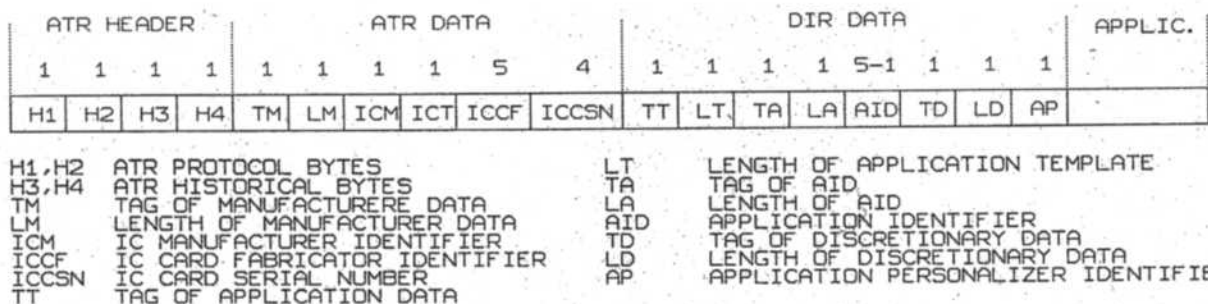 ATR HEADER ATR DATA DIR DATA APPLIC.
1 1 1 1 1 1 1 1 5 4 1 1 1 1 5-1 1 1 1
H1 H2 H3 H4 TM LM ICM ICT ICCF ICCSN TT LT TA LA AID TD LD AP
H1,H2 ATR PROTOCOL BYTES LT LENGTH OF APPLICATION TEMPLATE
H3,H4 ATR HISTORICAL BYTES TA TAG OF AID
TM TAG OF MANUFACTURERE DATA LA LENGTH OF AID
LM LENGTH OF MANUFACTURER DATA AID APPLICATION IDENTIFIER
ICM IC MANUFACTURER IDENTIFIER TD TAG OF DISCRETIONARY DATA
ICCF IC CARD FABRICATOR IDENTIFIER LD LENGTH OF DISCRETIONARY DATA
ICCSN IC CARD SERIAL NUMBER AP APPLICATION PERSONALIZER IDENTIFIE
TT TAG OF APPLICATION DATA